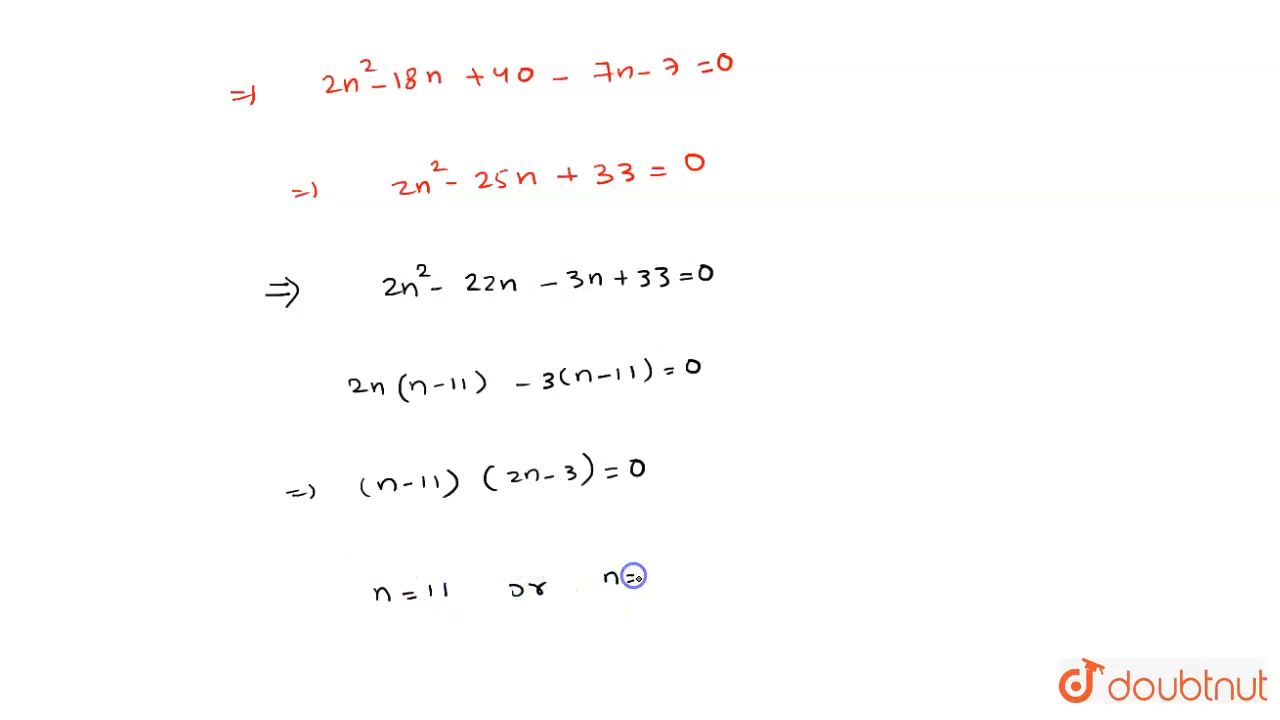 ⇒ 2n² - 18n + 40 - 7n - 7 = 0
⇒ 2n² - 25n + 33 = 0
⇒ 2n² - 22n - 3n + 33 = 0
2n (n - 11) - 3(n - 11) = 0
⇒ (n - 11) (2n - 3) = 0
n = 11 or n =
doubtnut